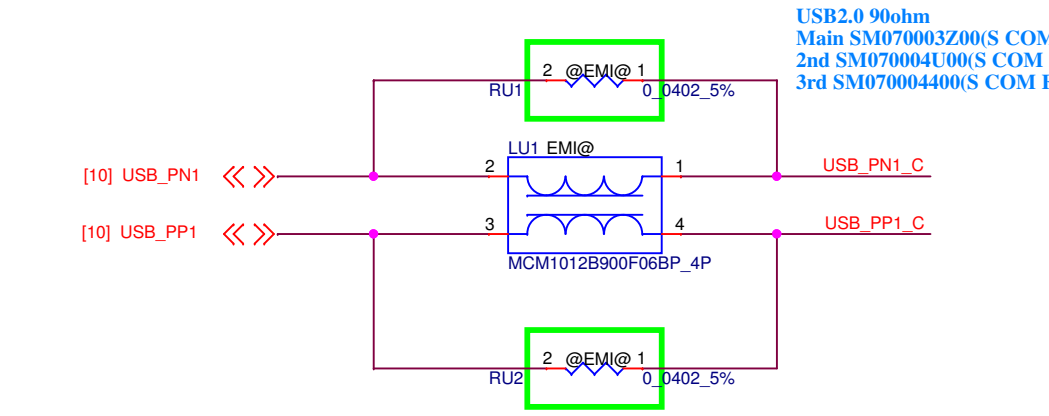 USB2.0 90ohm
Main SM070003Z00(S COM
2nd SM070004U00(S COM
3rd SM070004400(S COM
2 @EMI@ 1
RU1 0_0402_5%
LU1 EMI@
[10] USB_PN1 2 1 USB_PN1_C
[10] USB_PP1 3 4 USB_PP1_C
MCM1012B900F06BP_4P
2 @EMI@ 1
RU2 0_0402_5%